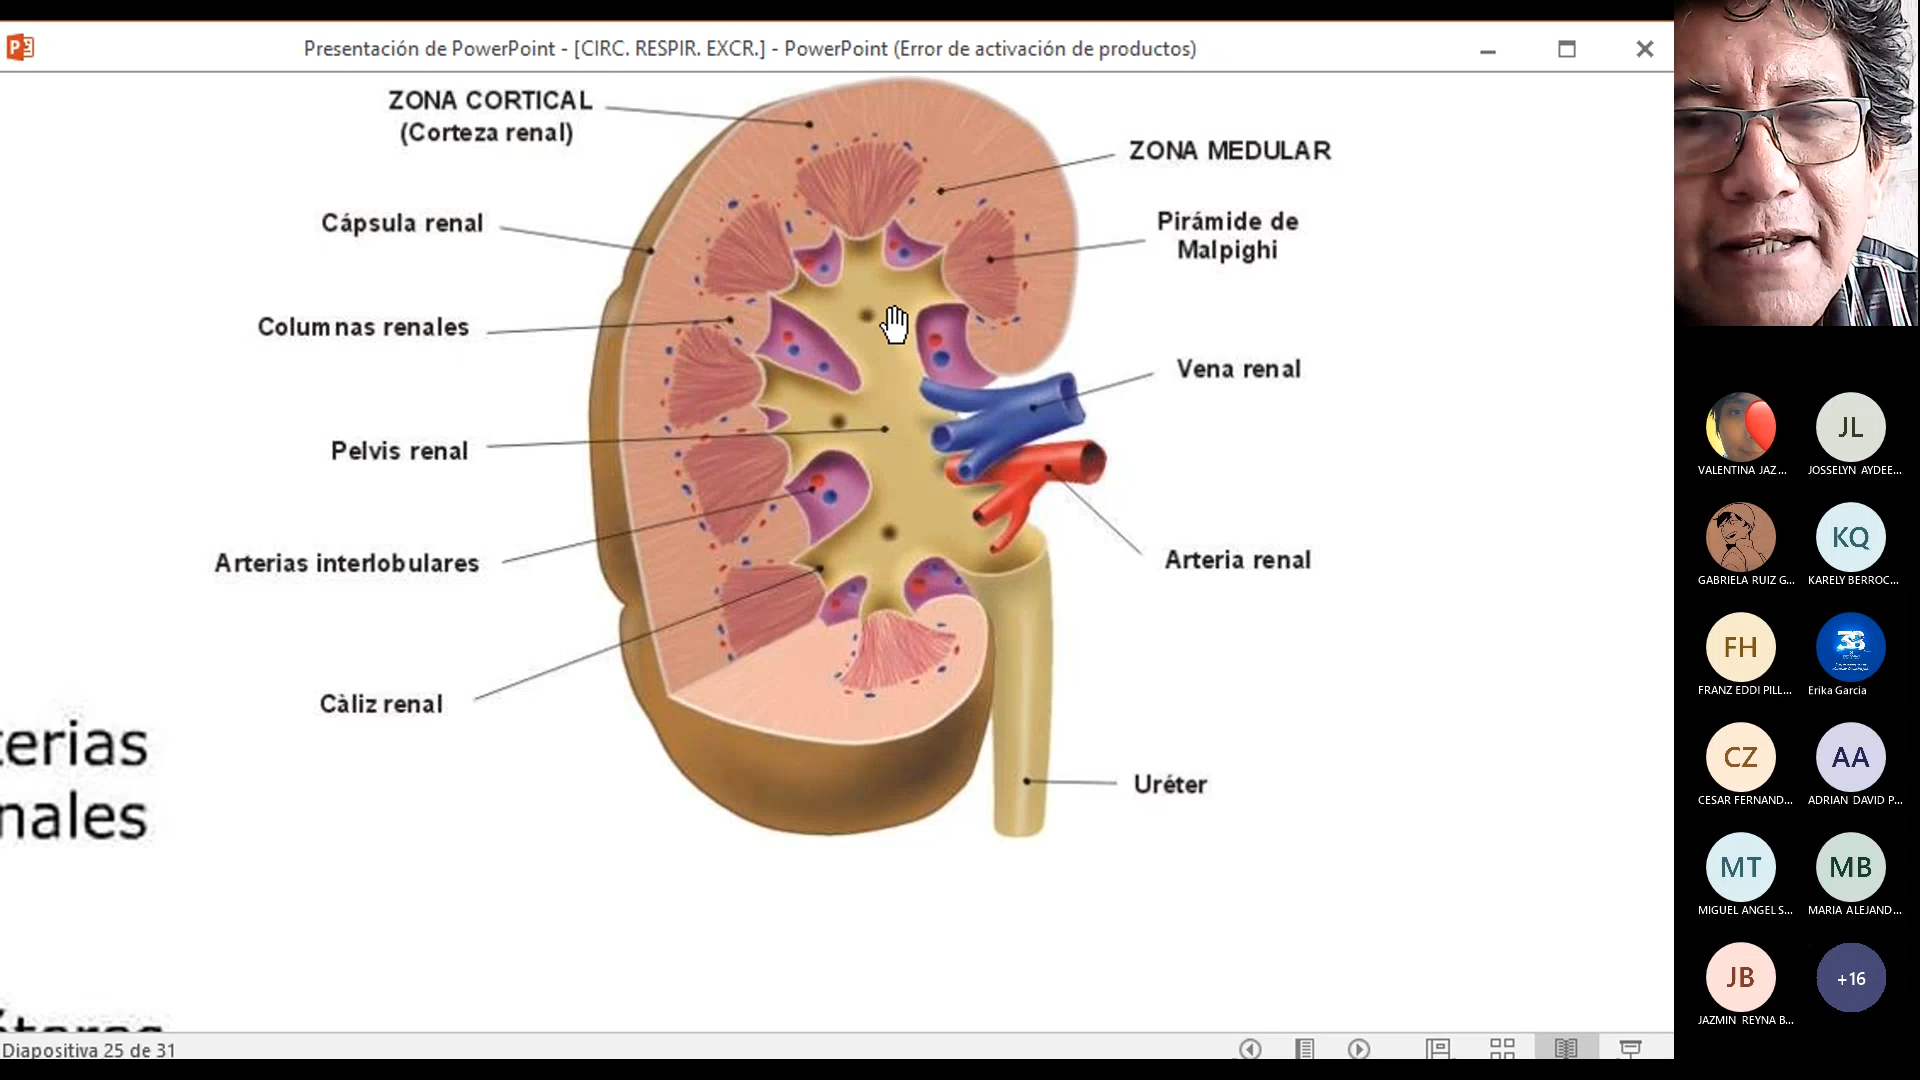 Presentación de PowerPoint - [CIRC. RESPIR. EXCR.] - PowerPoint (Error de activación de productos)
ZONA CORTICAL
(Corteza renal)
ZONA MEDULAR
Cápsula renal
Pirámide de
Malpighi
Columnas renales
Vena renal
Pelvis renal
Arterias interlobulares
Arteria renal
Càliz renal
Uréter
terias
nales
Diapositiva 25 de 31
JL
VALENTINA JAZ...
JOSSELYN AYDEE...
KQ
GABRIELA RUIZ G...
KARELY BERROC...
FH
38
FRANZ EDDI PILL...
Erika Garcia
CZ
AA
CESAR FERNAND...
ADRIAN DAVID P...
MT
MB
MIGUEL ANGEL S...
MARIA ALEJAND...
JB
+16
JAZMIN REYNA B...